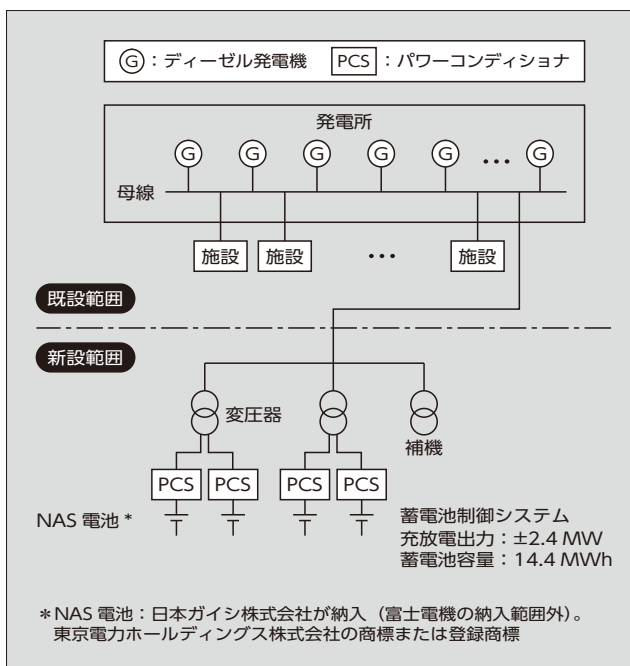 G：ディーゼル発電機 PCS：パワーコンディショナ
発電所
G G G G G … G
母線
施設 施設 … 施設
既設範囲
新設範囲
変圧器
補機
PCS PCS PCS PCS
NAS 電池 *
蓄電池制御システム
充放電出力：±2.4 MW
蓄電池容量：14.4 MWh
＊NAS 電池：日本ガイシ株式会社が納入（富士電機の納入範囲外）。
東京電力ホールディングス株式会社の商標または登録商標